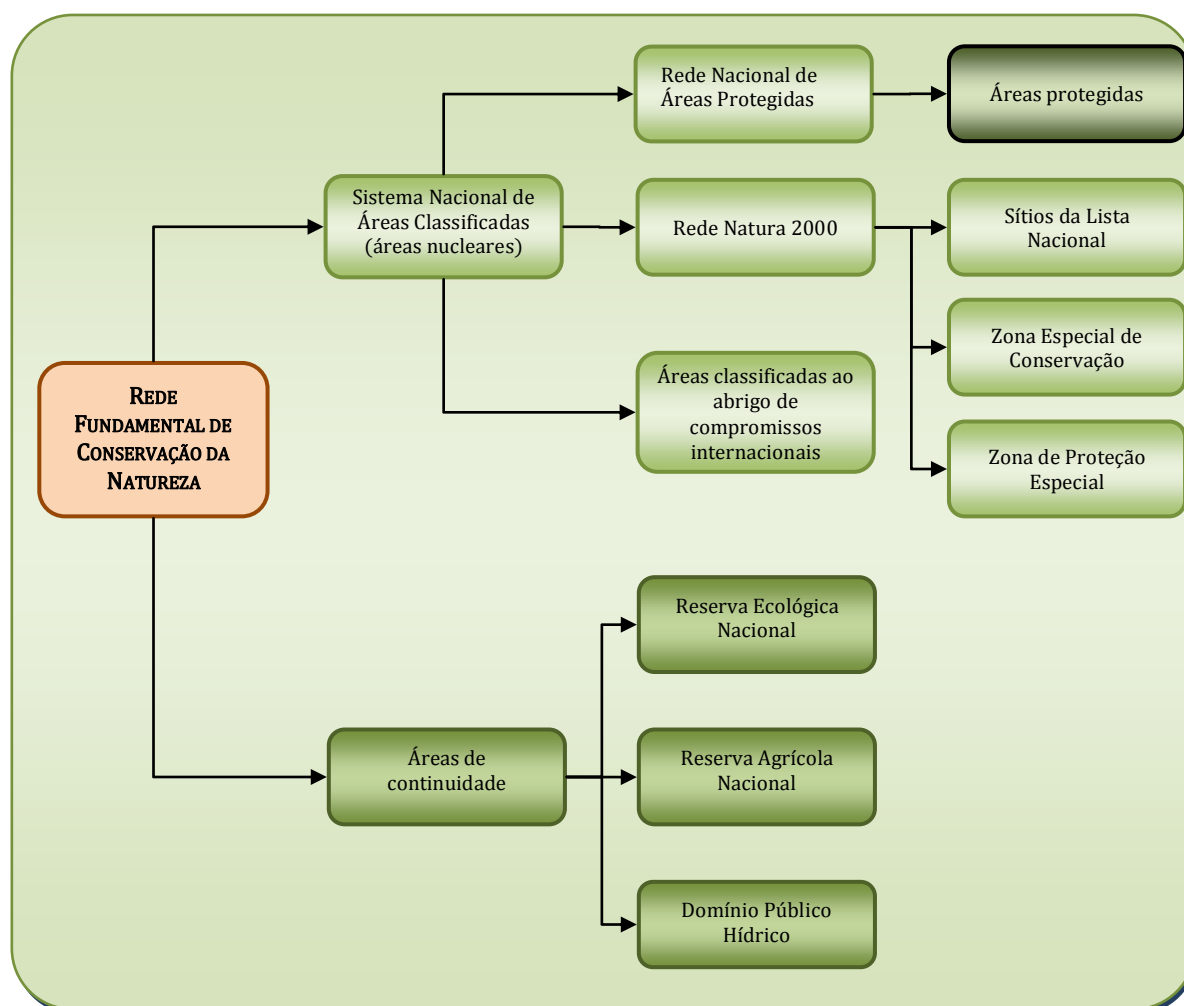 Rede Nacional de
Áreas Protegidas
Áreas protegidas
Sistema Nacional de
Áreas Classificadas
(áreas nucleares)
Rede Natura 2000
Sítios da Lista
Nacional
Zona Especial de
Conservação
Áreas classificadas ao
abrigo de
compromissos
internacionais
Zona de Proteção
Especial
REDE
FUNDAMENTAL DE
CONSERVAÇÃO DA
NATUREZA
Reserva Ecológica
Nacional
Áreas de
continuidade
Reserva Agrícola
Nacional
Domínio Público
Hídrico